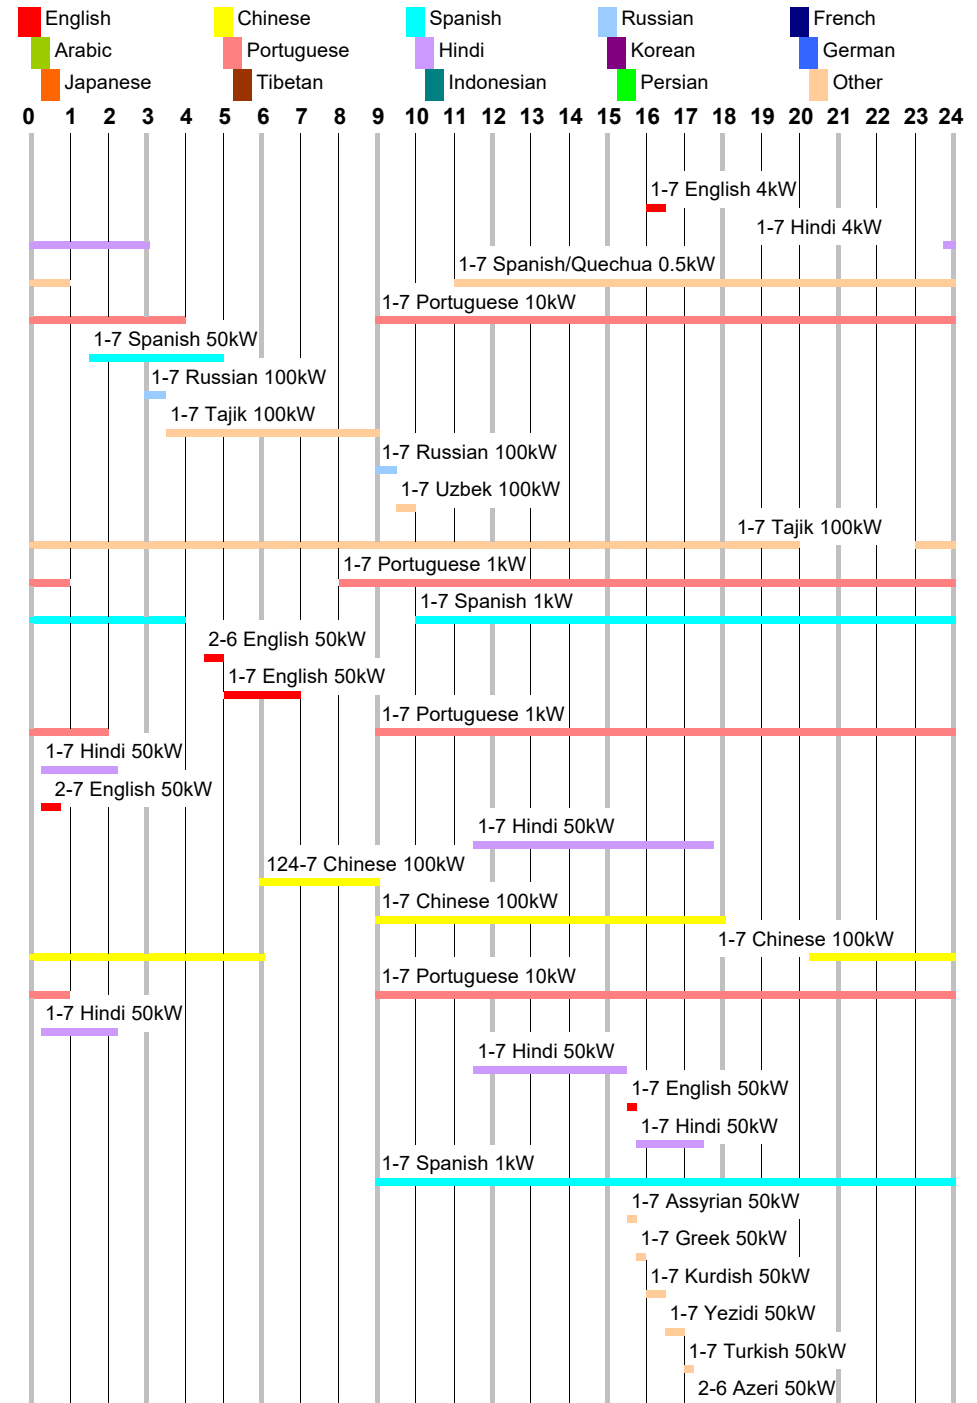 English Chinese Spanish Russian French
Arabic Portuguese Hindi Korean German
Japanese Tibetan Indonesian Persian Other
0 1 2 3 4 5 6 7 8 9 10 11 12 13 14 15 16 17 18 19 20 21 22 23 24
1-7 English 4kW
1-7 Hindi 4kW
1-7 Spanish/Quechua 0.5kW
1-7 Portuguese 10kW
1-7 Spanish 50kW
1-7 Russian 100kW
1-7 Tajik 100kW
1-7 Russian 100kW
1-7 Uzbek 100kW
1-7 Tajik 100kW
1-7 Portuguese 1kW
1-7 Spanish 1kW
2-6 English 50kW
1-7 English 50kW
1-7 Portuguese 1kW
1-7 Hindi 50kW
2-7 English 50kW
1-7 Hindi 50kW
124-7 Chinese 100kW
1-7 Chinese 100kW
1-7 Chinese 100kW
1-7 Portuguese 10kW
1-7 Hindi 50kW
1-7 Hindi 50kW
1-7 English 50kW
1-7 Hindi 50kW
1-7 Spanish 1kW
1-7 Assyrian 50kW
1-7 Greek 50kW
1-7 Kurdish 50kW
1-7 Yezidi 50kW
1-7 Turkish 50kW
2-6 Azeri 50kW